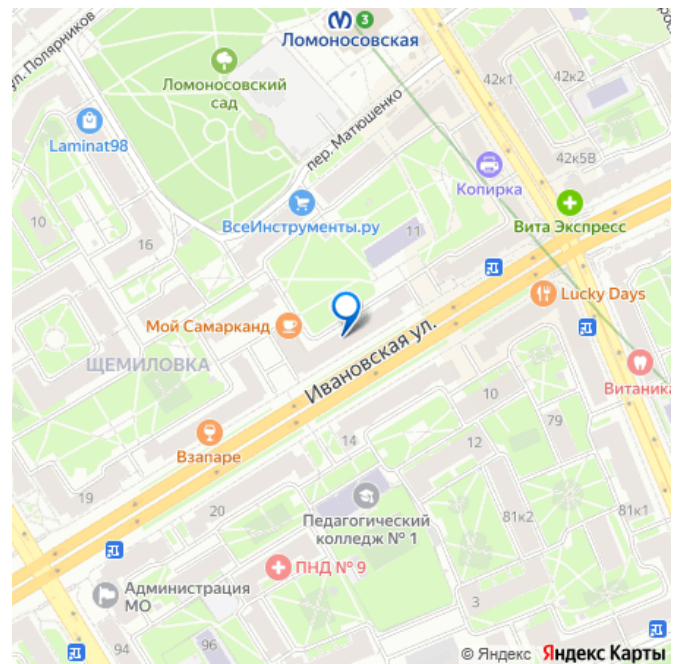 3
Ломоносовская
ул. Полярников
Ломоносовский
сад
42к1
42к2
пер. Матюшенко
Laminat98
42к5В
Копирка
10
ВсеИнструменты.ру
11
Вита Экспресс
16
Lucky Days
Мой Самарканд
Ивановская ул.
ЩЕМИЛОВКА
Витаника
10
79
14
12
Взапаре
19
20
Педагогический
колледж № 1
81к2
81к1
ПНД № 9
Администрация
МО
3
94
96
© Яндекс Яндекс Карты